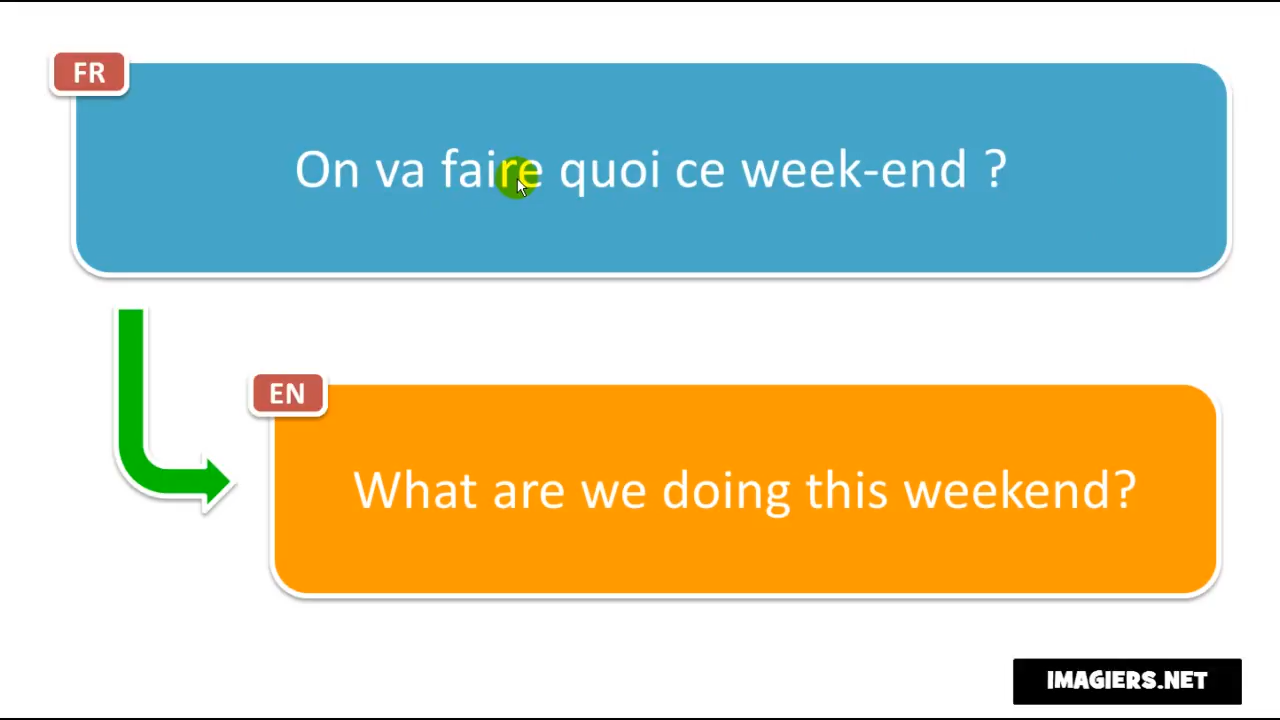 FR
On va faire quoi ce week-end ?
EN
What are we doing this weekend?
IMAGIERS.NET